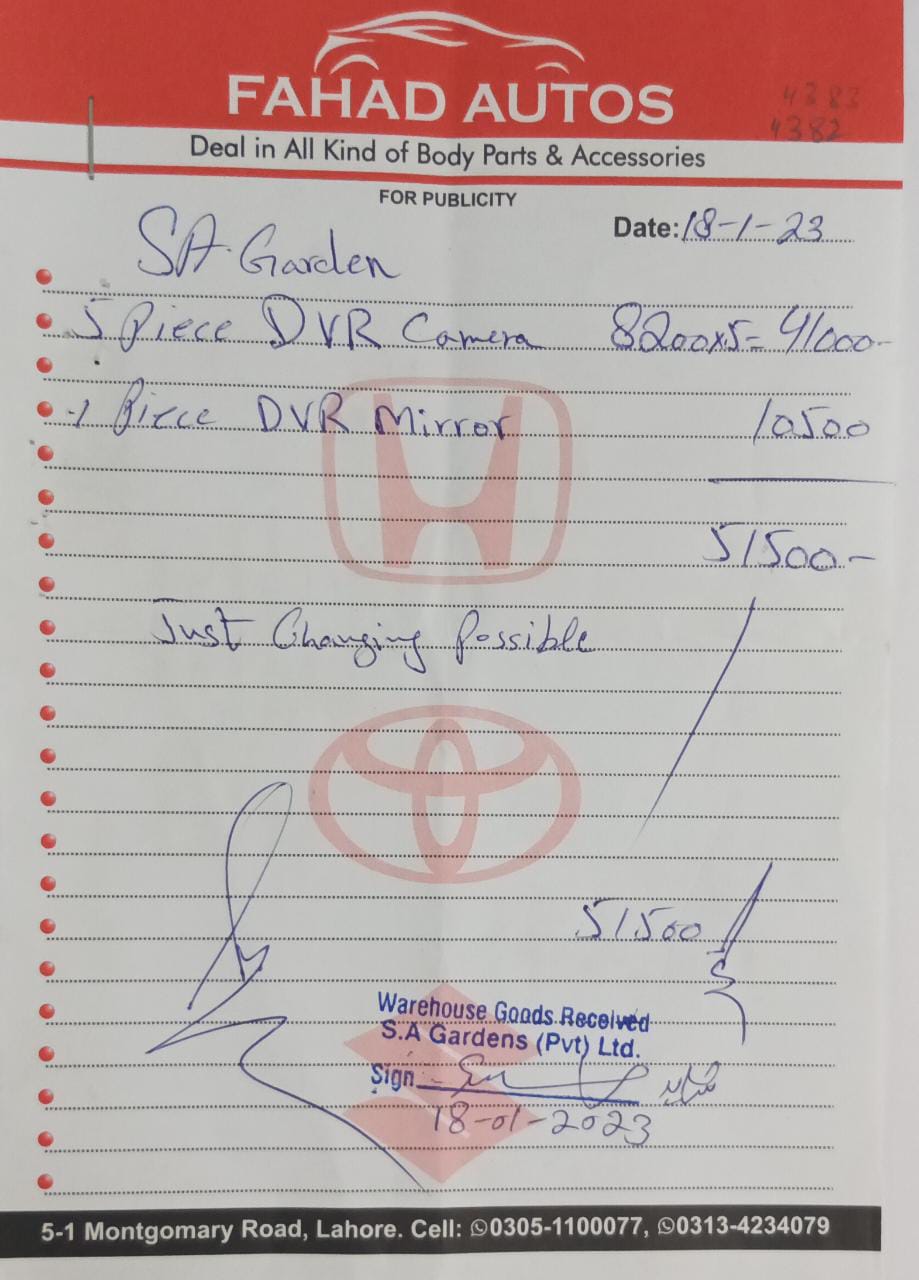 FAHAD AUTOS
4383
4382
Deal in All Kind of Body Parts & Accessories
FOR PUBLICITY
Date: 18-1-23
SA Garden
5 Piece DVR Camera 8200x5= 41000-
-1 Piece DVR Mirror 10500
51500-
Just Changing Possible
51500
Warehouse Goods Received
S.A Gardens (Pvt) Ltd.
Sign
18-01-2023
5-1 Montgomary Road, Lahore. Cell: 0305-1100077, 0313-4234079